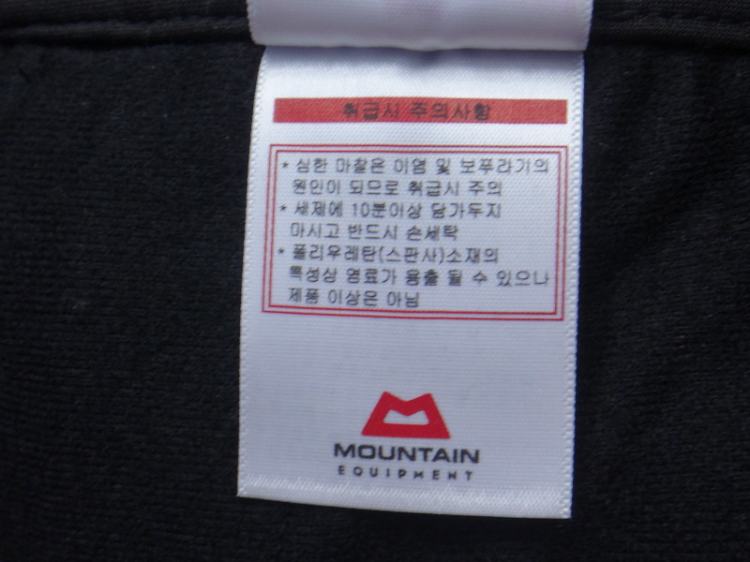 취급시 주의사항
* 심한 마찰은 이염 및 보푸라기의
원인이 되므로 취급시 주의
* 세제에 10분이상 담가두지
마시고 반드시 손세탁
* 폴리우레탄(스판사)소재의
특성상 염료가 용출 될 수 있으나
제품 이상은 아님
MOUNTAIN
EQUIPMENT